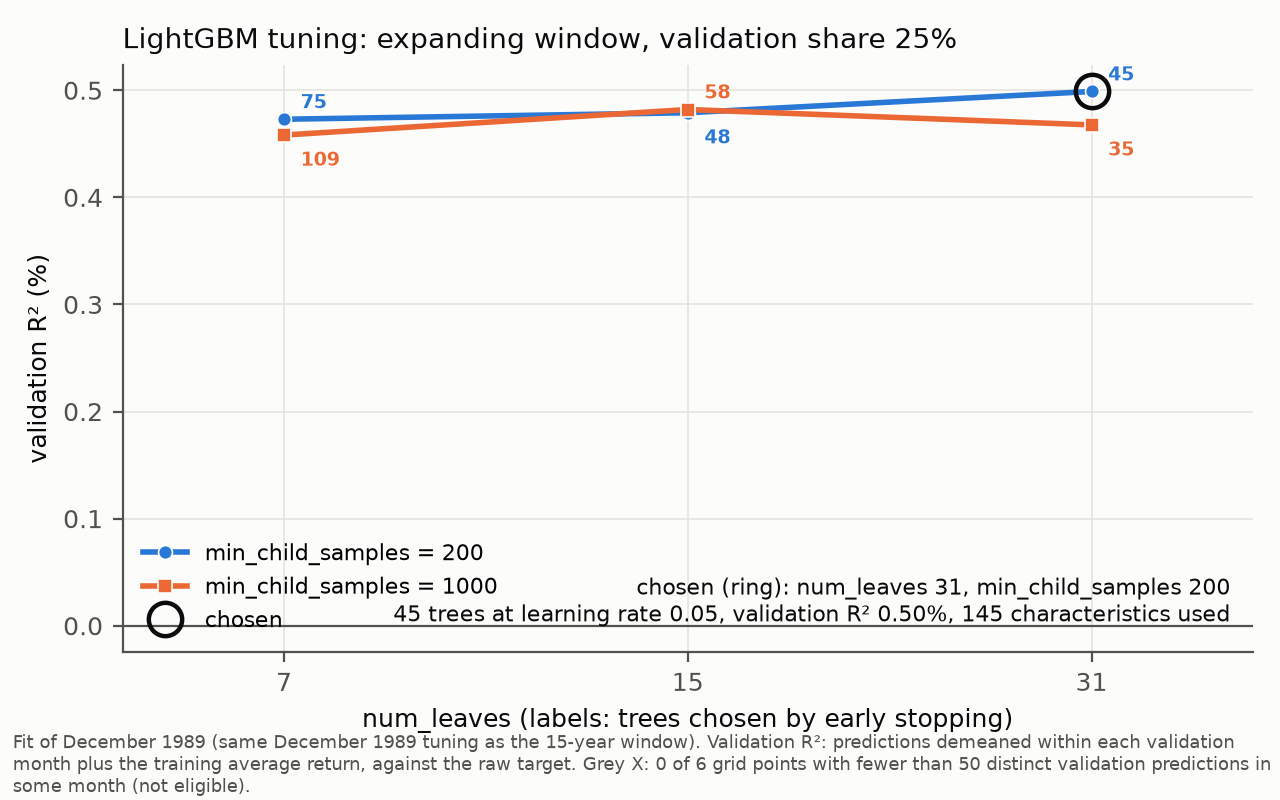 LightGBM tuning: expanding window, validation share 25%
validation R² (%)
0.5
0.4
0.3
0.2
0.1
0.0
75
109
58
48
45
35
min_child_samples = 200
min_child_samples = 1000
chosen
chosen (ring): num_leaves 31, min_child_samples 200
45 trees at learning rate 0.05, validation R² 0.50%, 145 characteristics used
7
15
31
num_leaves (labels: trees chosen by early stopping)
Fit of December 1989 (same December 1989 tuning as the 15-year window). Validation R²: predictions demeaned within each validation
month plus the training average return, against the raw target. Grey X: 0 of 6 grid points with fewer than 50 distinct validation predictions in
some month (not eligible).